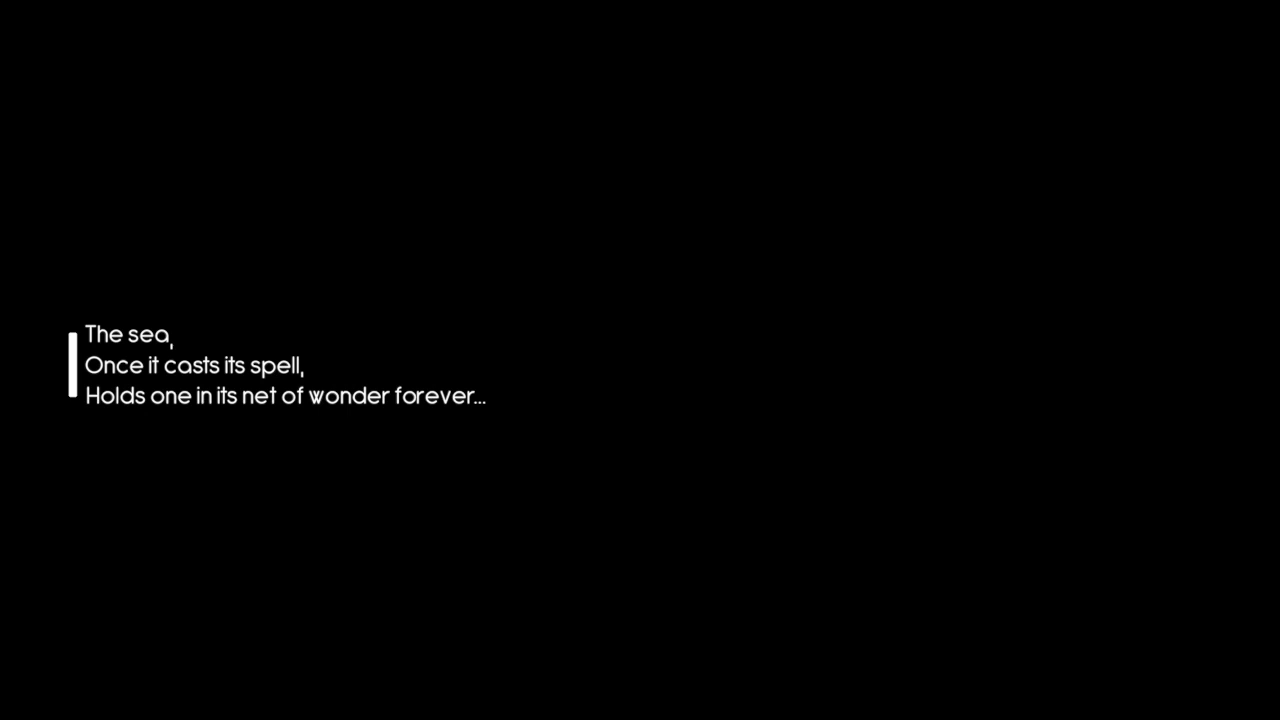 The sea,
Once it casts its spell,
Holds one in its net of wonder forever...